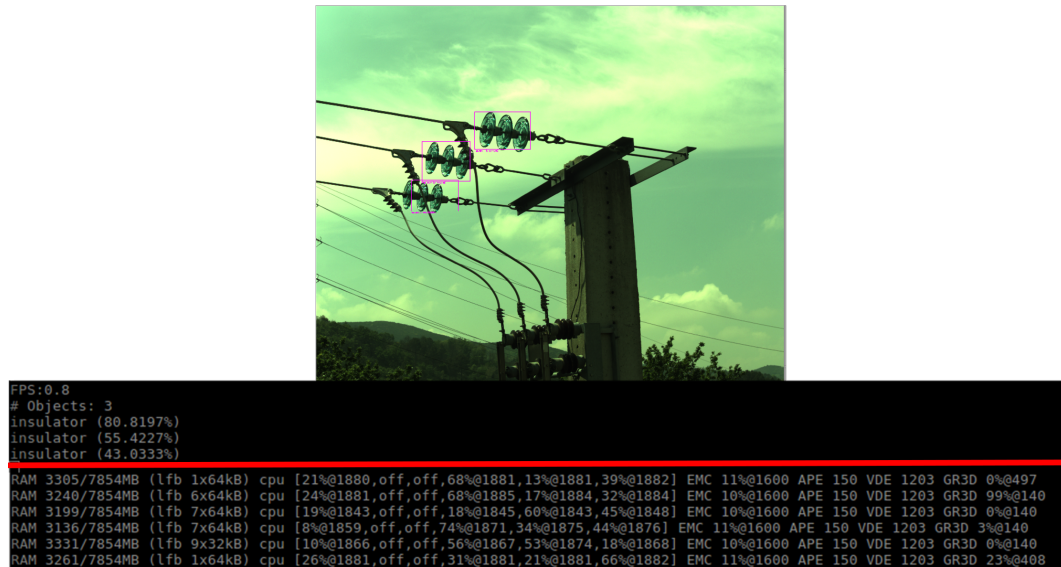 FPS:0.8
# Objects: 3
insulator (80.8197%)
insulator (55.4227%)
insulator (43.0333%)
RAM 3305/7854MB (lfb 1x64kB) cpu [21%@1880,off,off,68%@1881,13%@1881,39%@1882] EMC 11%@1600 APE 150 VDE 1203 GR3D 0%@497
RAM 3240/7854MB (lfb 6x64kB) cpu [24%@1881,off,off,68%@1885,17%@1884,32%@1884] EMC 10%@1600 APE 150 VDE 1203 GR3D 99%@140
RAM 3199/7854MB (lfb 7x64kB) cpu [19%@1843,off,off,18%@1845,60%@1843,45%@1848] EMC 10%@1600 APE 150 VDE 1203 GR3D 0%@140
RAM 3136/7854MB (lfb 7x64kB) cpu [8%@1859,off,off,74%@1871,34%@1875,44%@1876] EMC 11%@1600 APE 150 VDE 1203 GR3D 3%@140
RAM 3331/7854MB (lfb 9x32kB) cpu [10%@1866,off,off,56%@1867,53%@1874,18%@1868] EMC 10%@1600 APE 150 VDE 1203 GR3D 0%@140
RAM 3261/7854MB (lfb 1x64kB) cpu [26%@1881,off,off,31%@1881,21%@1881,66%@1882] EMC 11%@1600 APE 150 VDE 1203 GR3D 23%@408